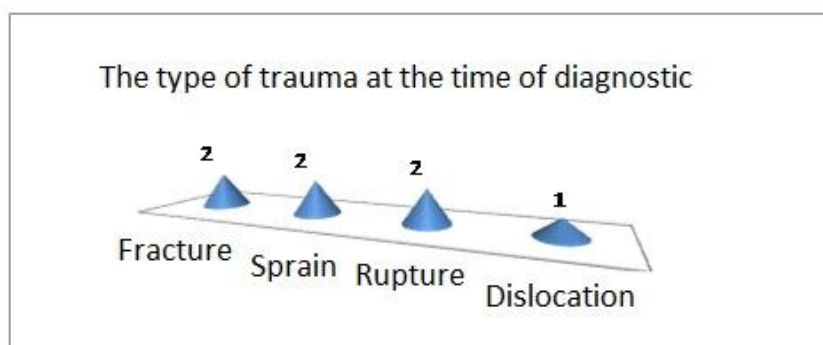 The type of trauma at the time of diagnostic
2
2
2
1
Fracture
Sprain
Rupture
Dislocation